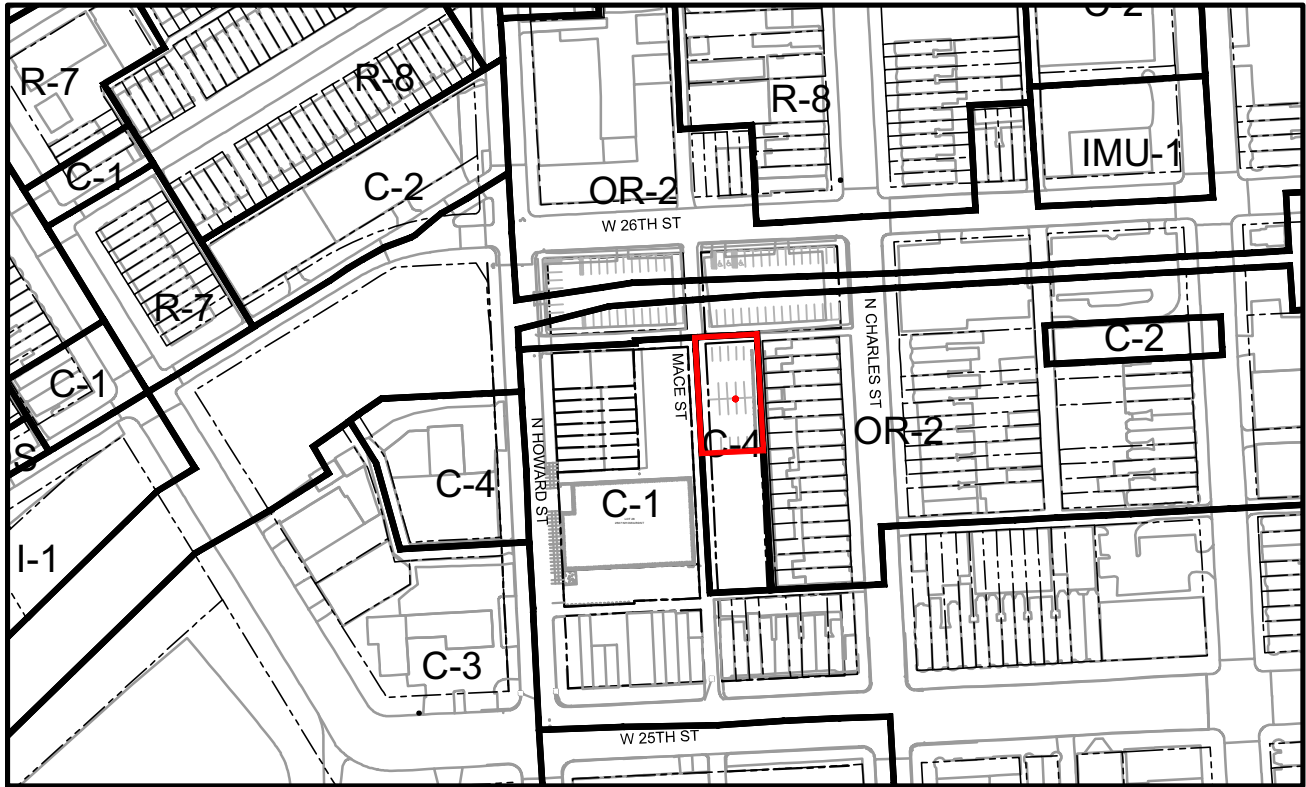 C-2
R-7
R-8
R-8
C-1
C-2
OR-2
IMU-1
W 26TH ST
R-7
N CHARLES ST
C-2
C-1
MACE ST
N HOWARD ST
C-4
OR-2
S
C-4
C-1
I-1
C-3
W 25TH ST